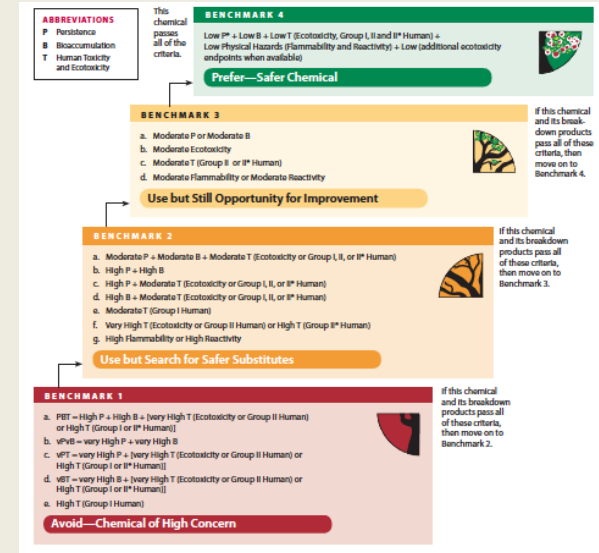 ABBREVIATIONS
P Persistence
B Bioaccumulation
T Human Toxicity
and Ecotoxicity
This
chemical
passes
all of the
criteria.
BENCHMARK 4
Low P* + Low B + Low T (Ecotoxicity, Group I, II and II* Human) +
Low Physical Hazards (Flammability and Reactivity) + Low (additional ecotoxicity
endpoints when available)
Prefer—Safer Chemical
BENCHMARK 3
a. Moderate P or Moderate B
b. Moderate Ecotoxicity
c. Moderate T (Group II or II* Human)
d. Moderate Flammability or Moderate Reactivity
Use but Still Opportunity for Improvement
If this chemical
and its break-
down products
pass all of these
criteria, then
move on to
Benchmark 4.
BENCHMARK 2
a. Moderate P + Moderate B + Moderate T (Ecotoxicity or Group I, II, or II* Human)
b. High P + High B
c. High P + Moderate T (Ecotoxicity or Group I, II, or II* Human)
d. High B + Moderate T (Ecotoxicity or Group I, II, or II* Human)
e. Moderate T (Group I Human)
f. Very High T (Ecotoxicity or Group II Human) or High T (Group II* Human)
g. High Flammability or High Reactivity
Use but Search for Safer Substitutes
If this chemical
and its breakdown
products pass all
of these criteria,
then move on to
Benchmark 3.
BENCHMARK 1
a. PBT = High P + High B + [very High T (Ecotoxicity or Group II Human)
or High T (Group I or II* Human)]
b. vPvB = very High P + very High B
c. vPT = very High P + [very High T (Ecotoxicity or Group II Human) or
High T (Group I or II* Human)]
d. vBT = very High B + [very High T (Ecotoxicity or Group II Human) or
High T (Group I or II* Human)]
e. High T (Group I Human)
Avoid—Chemical of High Concern
If this chemical
and its breakdown
products pass all
of these criteria,
then move on to
Benchmark 2.